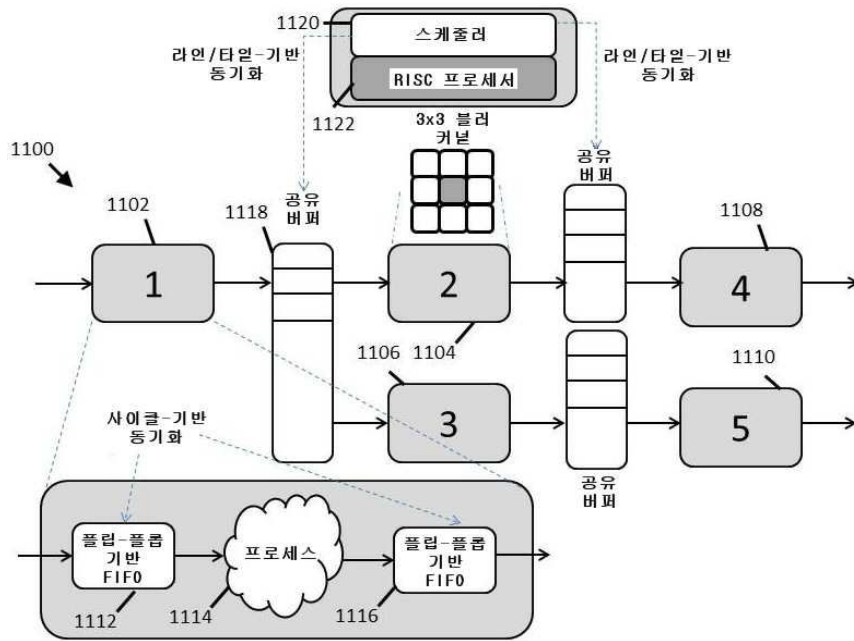 1120
스케줄러
라인/타일-기반
동기화
라인/타일-기반
동기화
RISC 프로세서
1122
3x3 블러
커널
1100
공유
버퍼
공유
버퍼
1102
1118
1108
1
2
4
1104
1106
1110
3
5
사이클-기반
동기화
공유
버퍼
플립-플롭
기반
FIFO
프로세스
플립-플롭
기반
FIFO
1112
1114
1116